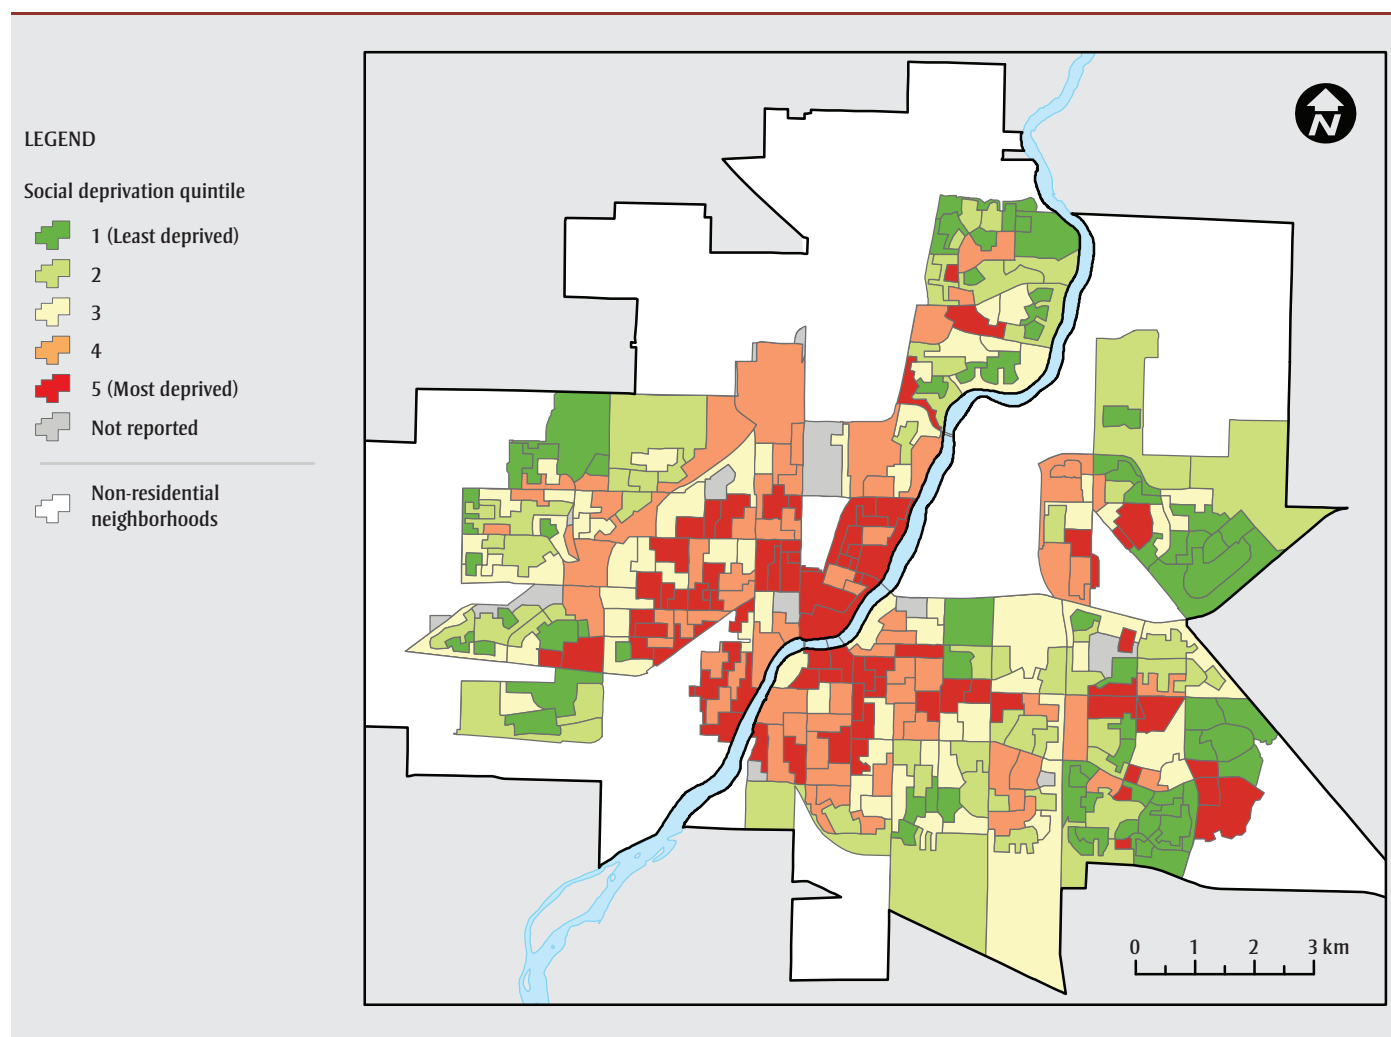 LEGEND
Social deprivation quintile
1 (Least deprived)
2
3
4
5 (Most deprived)
Not reported
Non-residential
neighborhoods
N
0 1 2 3 km